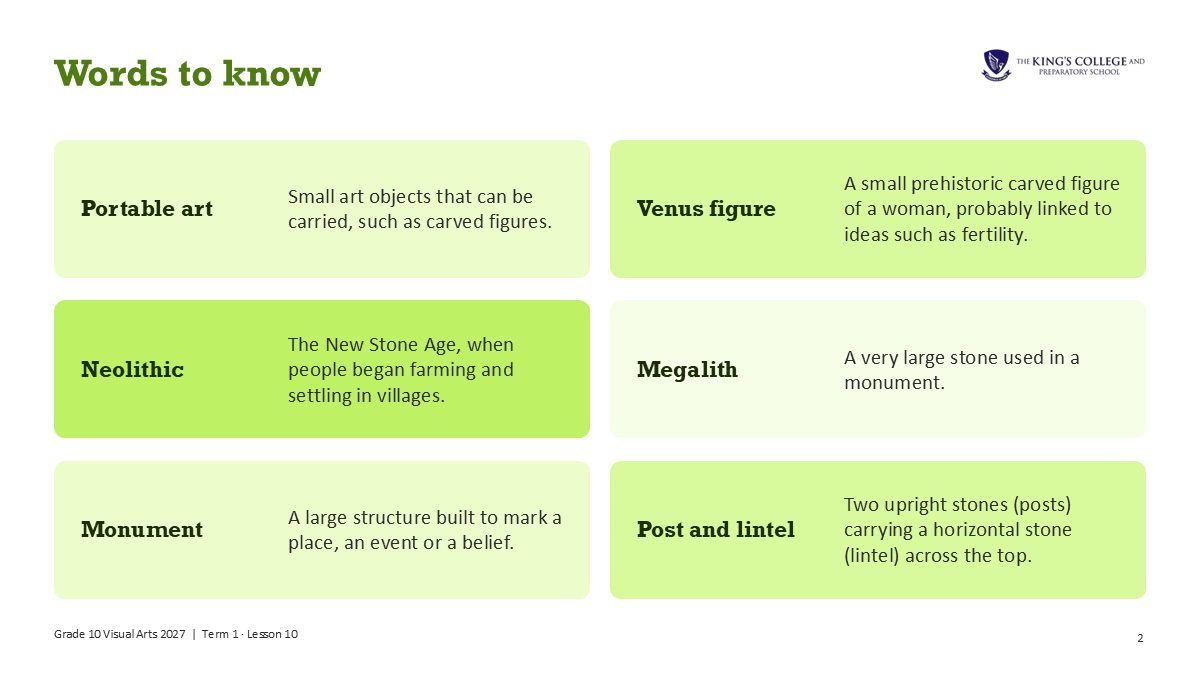 Words to know
THE KING'S COLLEGE AND
PREPARATORY SCHOOL
Portable art
Small art objects that can be
carried, such as carved figures.
Venus figure
A small prehistoric carved figure
of a woman, probably linked to
ideas such as fertility.
Neolithic
The New Stone Age, when
people began farming and
settling in villages.
Megalith
A very large stone used in a
monument.
Monument
A large structure built to mark a
place, an event or a belief.
Post and lintel
Two upright stones (posts)
carrying a horizontal stone
(lintel) across the top.
Grade 10 Visual Arts 2027 | Term 1 · Lesson 10
2